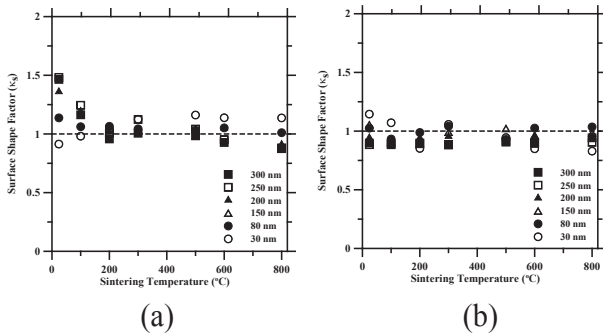 2
1.5
1
0.5
0
0 200 400 600 800
Surface Shape Factor (κs)
Sintering Temperature (ºC)
300 nm
250 nm
200 nm
150 nm
80 nm
30 nm
(a)
2
1.5
1
0.5
0
0 200 400 600 800
Surface Shape Factor (κs)
Sintering Temperature (ºC)
300 nm
250 nm
200 nm
150 nm
80 nm
30 nm
(b)